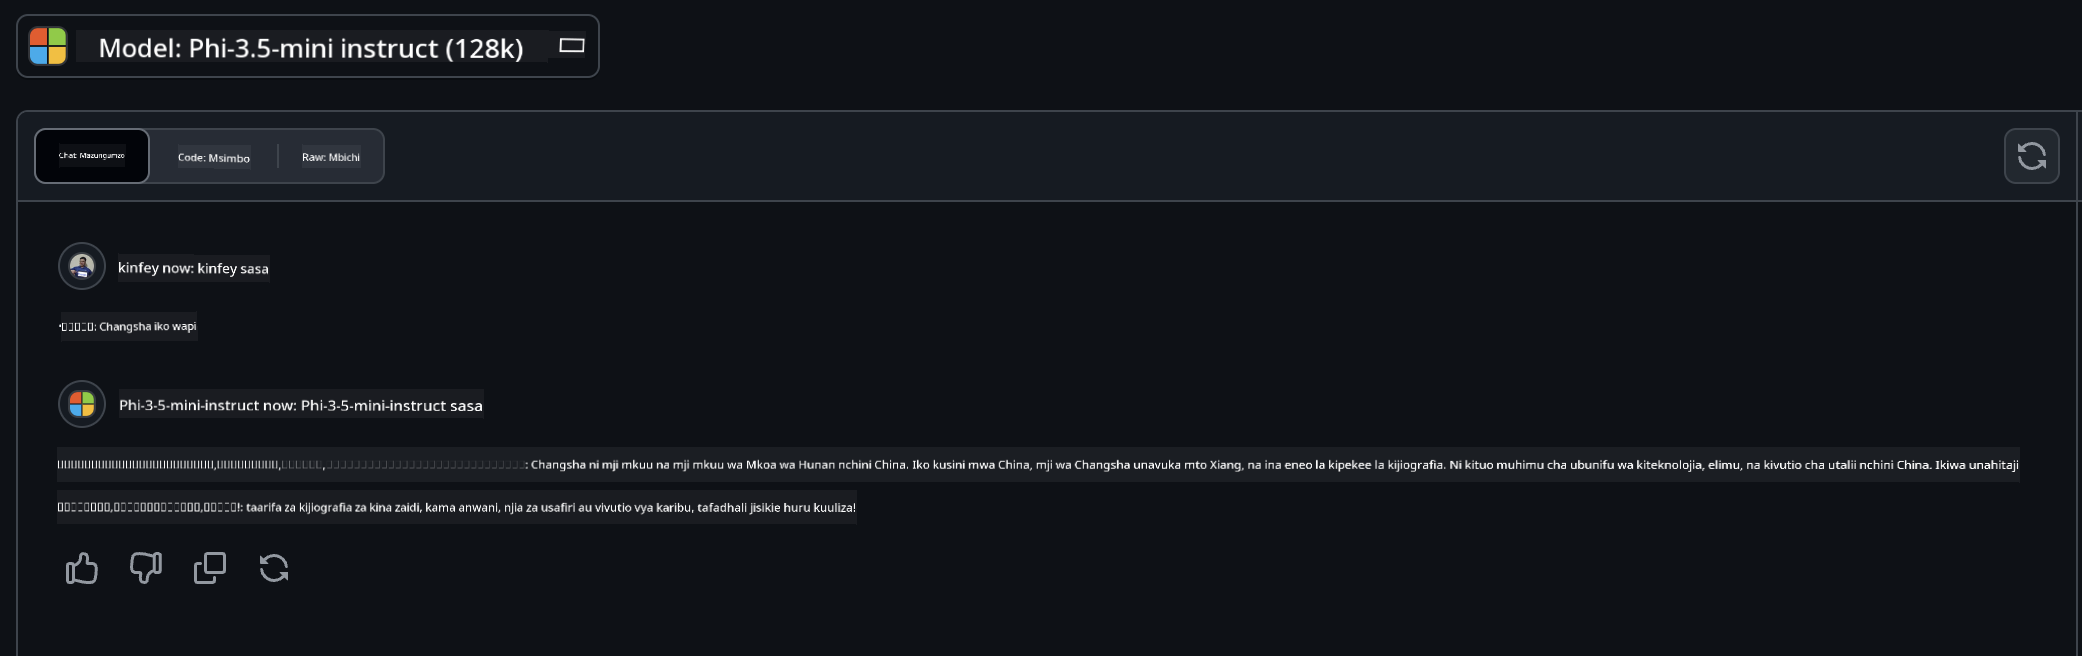 Model: Phi-3.5-mini instruct (128k)
Chat: Mazungumzo
Code: Msimbo
Raw: Mbichi
kinfey now: kinfey sasa
: Changsha iko wapi
Phi-3-5-mini-instruct now: Phi-3-5-mini-instruct sasa
: Changsha ni mji mkuu na mji mkuu wa Mkoa wa Hunan nchini China. Iko kusini mwa China, mji wa Changsha unavuka mto Xiang, na ina eneo la kipekee la kijiografia. Ni kituo muhimu cha ubunifu wa kiteknolojia, elimu, na kivutio cha utalii nchini China. Ikiwa unahitaji
!: taarifa za kijiografia za kina zaidi, kama anwani, njia za usafiri au vivutio vya karibu, tafadhali jisikie huru kuuliza!